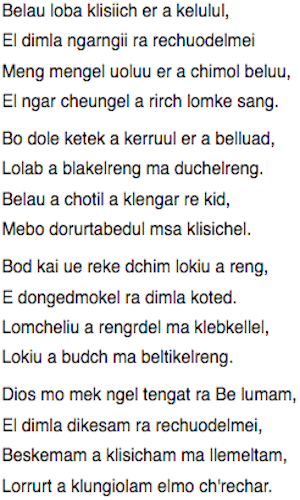 Belau loba klisiich er a kelulul,
El dimla ngarngii ra rechuodelmei
Meng mengel uoluu er a chimol beluu,
El ngar cheungel a rirch lomke sang.
Bo dole ketek a kerruul er a belluad,
Lolab a blakelreng ma duchelreng.
Belau a chotil a klengar re kid,
Mebo dorurtabedul msa klisichel.
Bod kai ue reke dchim lokiu a reng,
E dongedmokel ra dimla koted.
Lomcheliu a rengrdel ma klebkellel,
Lokiu a budch ma beltikelreng.
Dios mo mek ngel tengat ra Be lumam,
El dimla dikesam ra rechuodelmei,
Beskemam a klisicham ma llemeltam,
Lorrurt a klungiolam elmo ch'rechar.